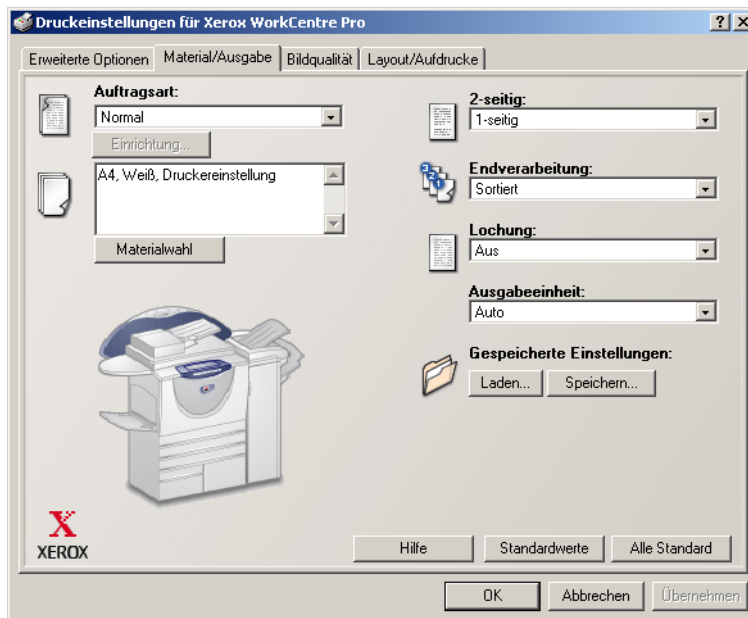 Druckeinstellungen für Xerox WorkCentre Pro
Erweiterte Optionen Material/Ausgabe Bildqualität Layout/Aufdrucke
Auftragsart:
Normal
Einrichtung...
A4, Weiß, Druckereinstellung
Materialwahl
2-seitig:
1-seitig
Endverarbeitung:
Sortiert
Lochung:
Aus
Ausgabeeinheit:
Auto
Gespeicherte Einstellungen:
Laden... Speichern...
X
XEROX
Hilfe Standardwerte Alle Standard
OK Abbrechen Übernehmen